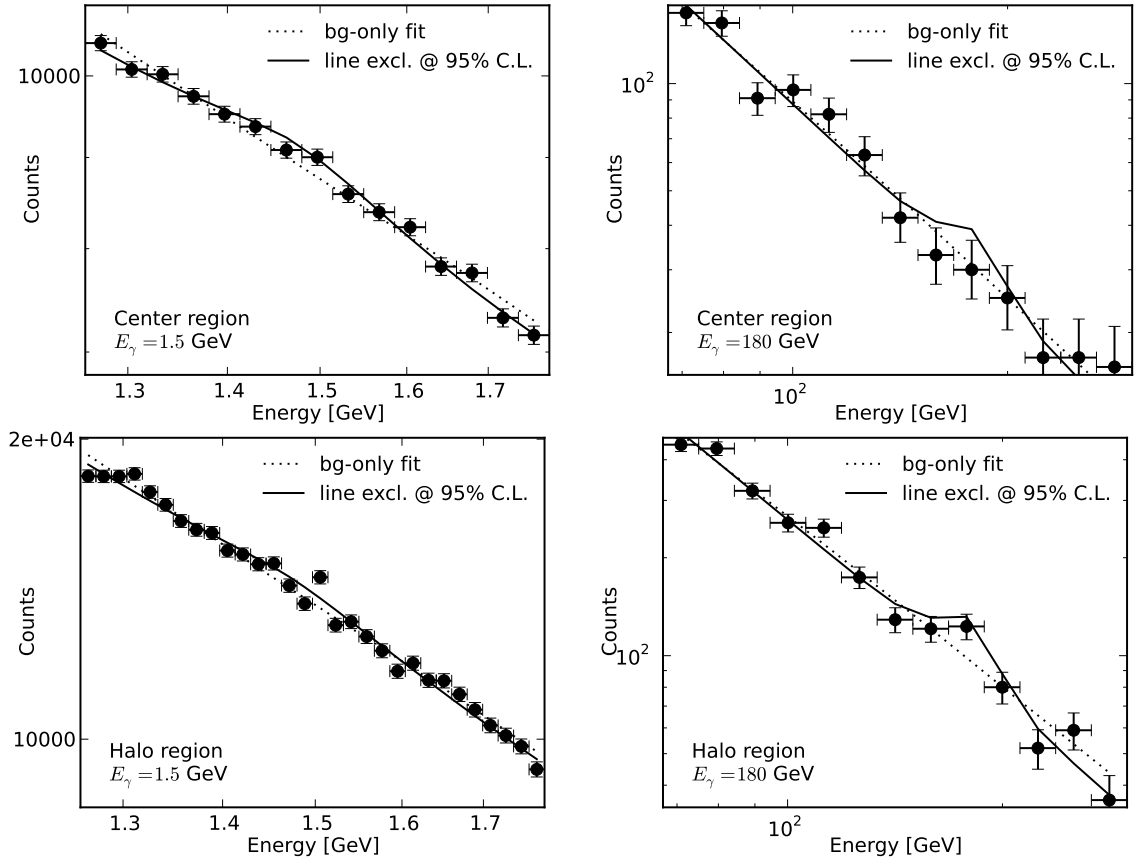 bg-only fit
line excl. @ 95% C.L.
10000
Counts
Center region
Eγ =1.5 GeV
1.3 1.4 1.5 1.6 1.7
Energy [GeV]
bg-only fit
line excl. @ 95% C.L.
10²
Counts
Center region
Eγ =180 GeV
10²
Energy [GeV]
2e+04
bg-only fit
line excl. @ 95% C.L.
Counts
10000
Halo region
Eγ =1.5 GeV
1.3 1.4 1.5 1.6 1.7
Energy [GeV]
bg-only fit
line excl. @ 95% C.L.
Counts
10²
Halo region
Eγ =180 GeV
10²
Energy [GeV]